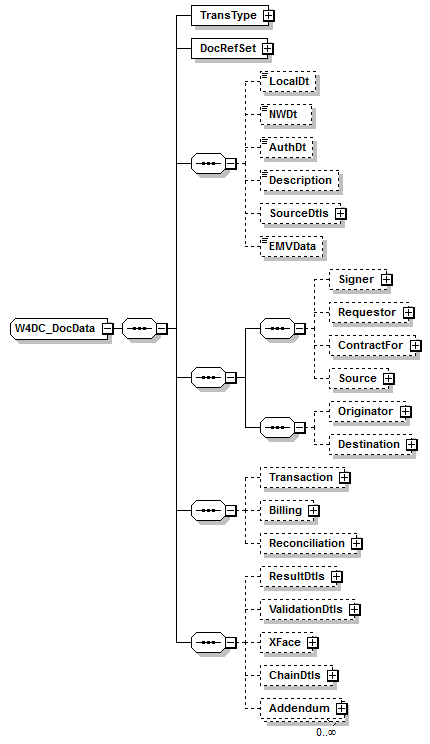 TransType
DocRefSet
LocalDt
NWDt
AuthDt
Description
SourceDtls
EMVData
W4DC_DocData
Signer
Requestor
ContractFor
Source
Originator
Destination
Transaction
Billing
Reconciliation
ResultDtls
ValidationDtls
XFace
ChainDtls
Addendum
0..∞